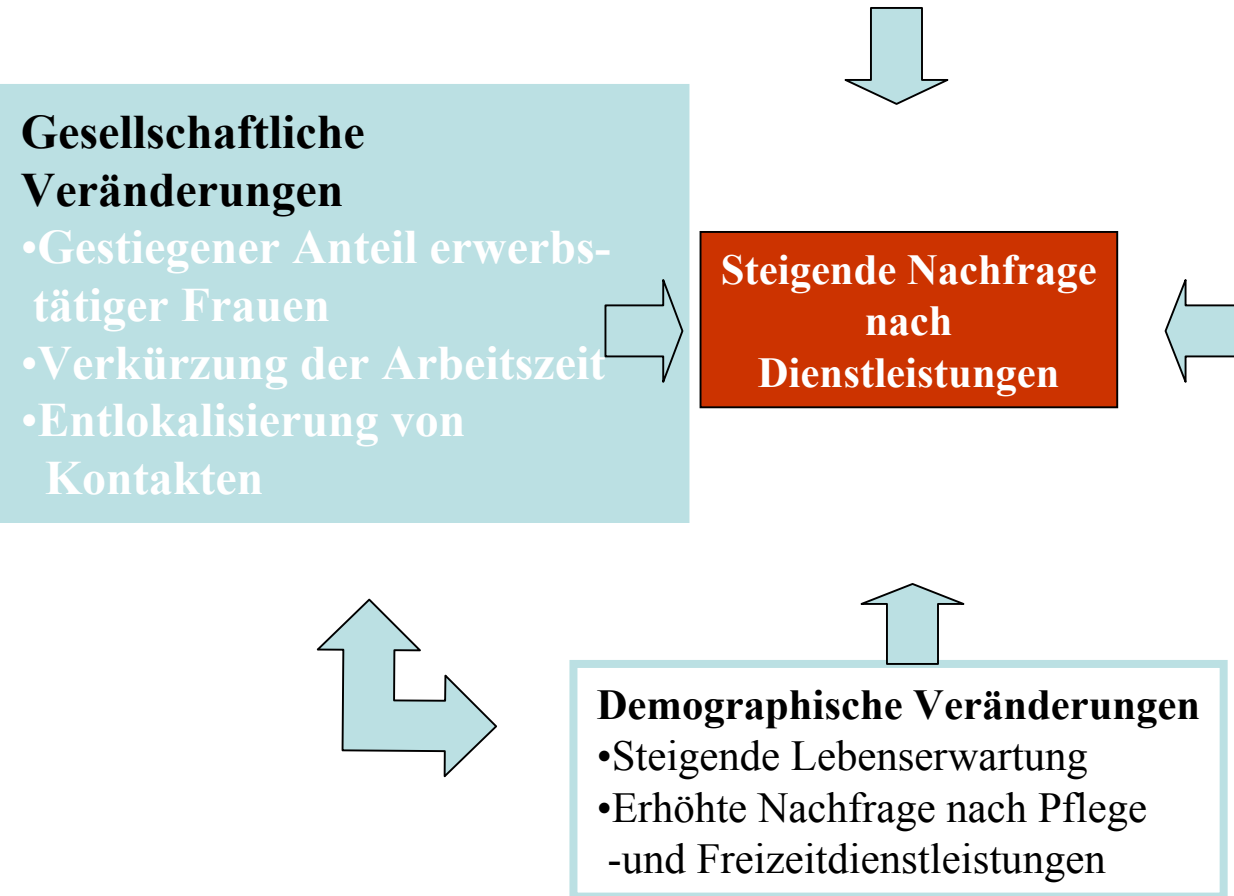 Gesellschaftliche
Veränderungen
•Gestiegener Anteil erwerbs-
tätiger Frauen
•Verkürzung der Arbeitszeit
•Entlokalisierung von
Kontakten
Steigende Nachfrage
nach
Dienstleistungen
Demographische Veränderungen
•Steigende Lebenserwartung
•Erhöhte Nachfrage nach Pflege
-und Freizeitdienstleistungen